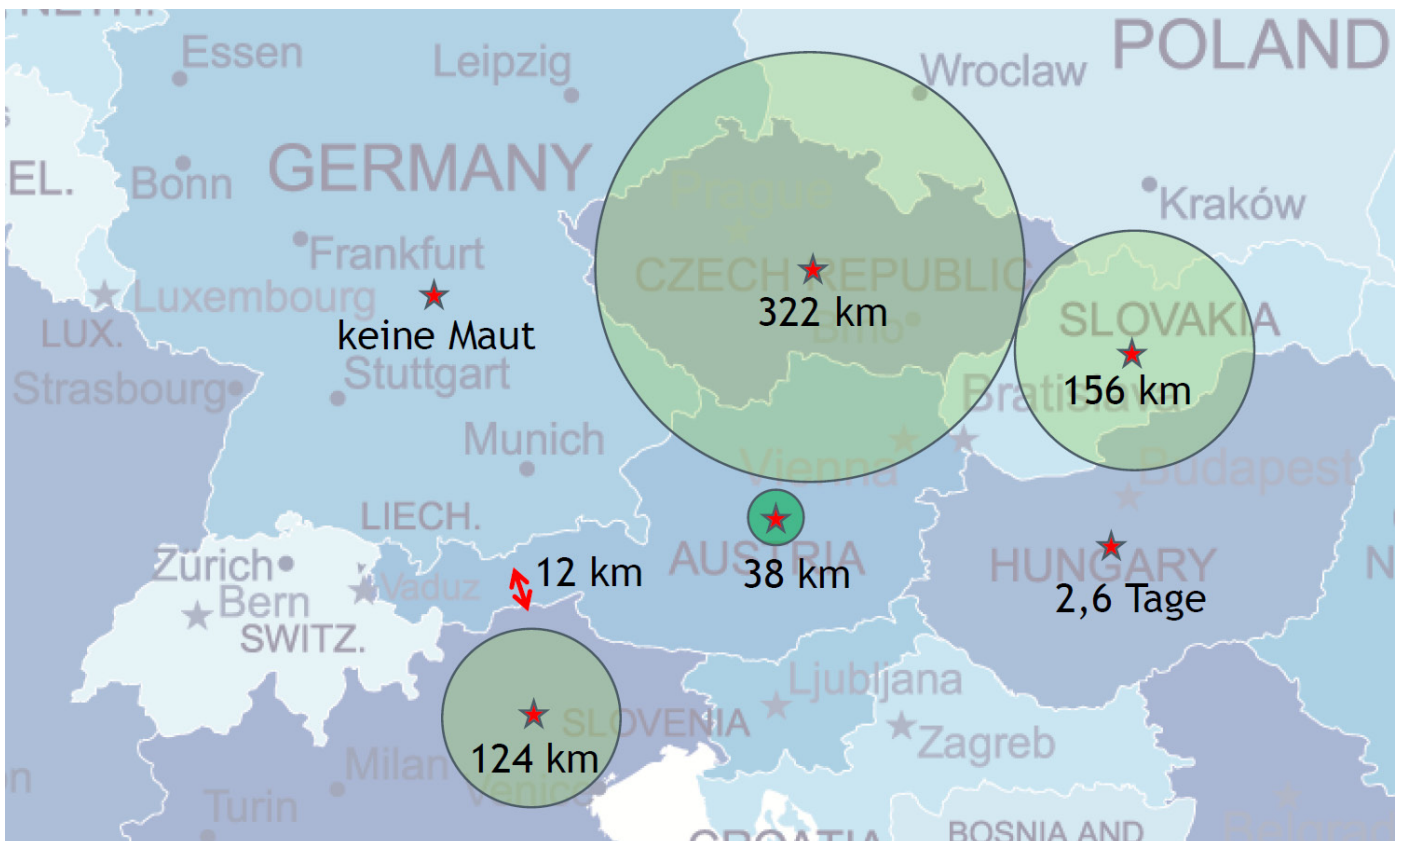 NETH.
Essen
Leipzig
Wroclaw
POLAND
EL.
Bonn
GERMANY
Prague
Kraków
Frankfurt
CZECH REPUBLIC
Luxembourg
322 km
SLOVAKIA
LUX.
keine Maut
Brno
Strasbourg
Stuttgart
156 km
Bratislava
Munich
Vienna
Budapest
LIECH.
Zürich
AUSTRIA
HUNGARY
12 km
38 km
Vaduz
Bern
2,6 Tage
SWITZ.
Ljubljana
SLOVENIA
Zagreb
124 km
Milan
Venice
Turin
CROATIA
BOSNIA AND
Belgrad